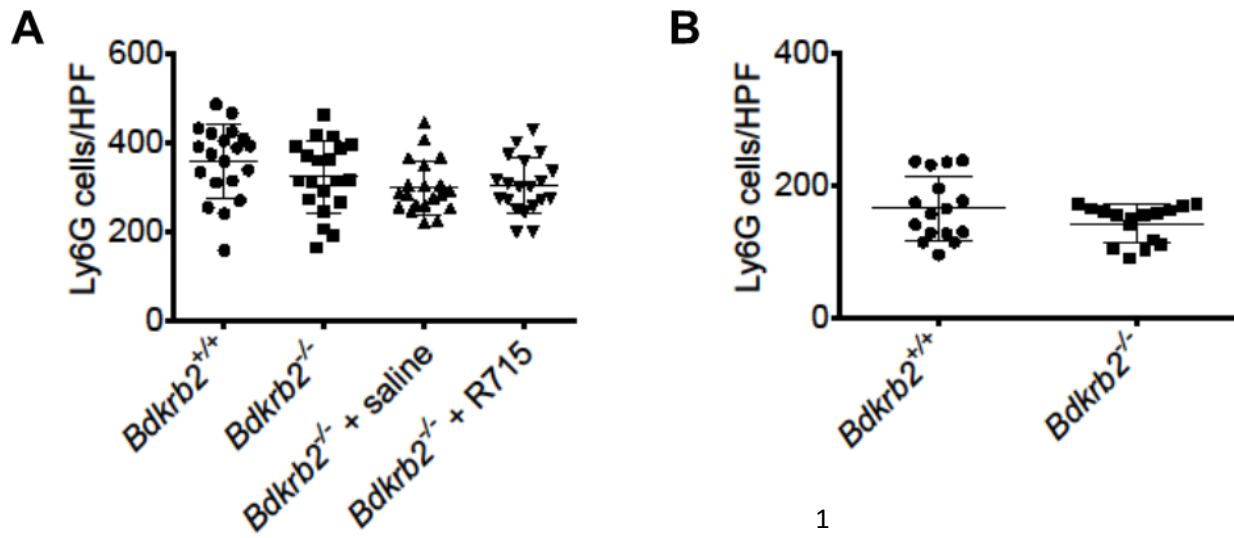 A
B
Ly6G cells/HPF
600
400
200
0
Bdkrb2+/+
Bdkrb2-/-
Bdkrb2-/- + saline
Bdkrb2-/- + R715
Ly6G cells/HPF
400
200
0
Bdkrb2+/+
Bdkrb2-/-
1